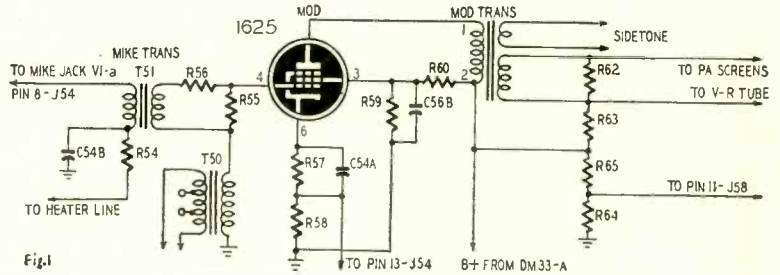 MOD
MOD TRANS
1625
MIKE TRANS
SIDETONE
1
TO MIKE JACK VI-a
T51
R56
4
3
R60
2
R62
TO PA SCREENS
PIN 8-J54
R55
R59
C56B
TO V-R TUBE
R63
C54B
R54
6
T50
R57
C54A
R65
TO PIN 11-J58
TO HEATER LINE
R58
R64
Fig.1
TO PIN 13-J54
B+ FROM DM33-A